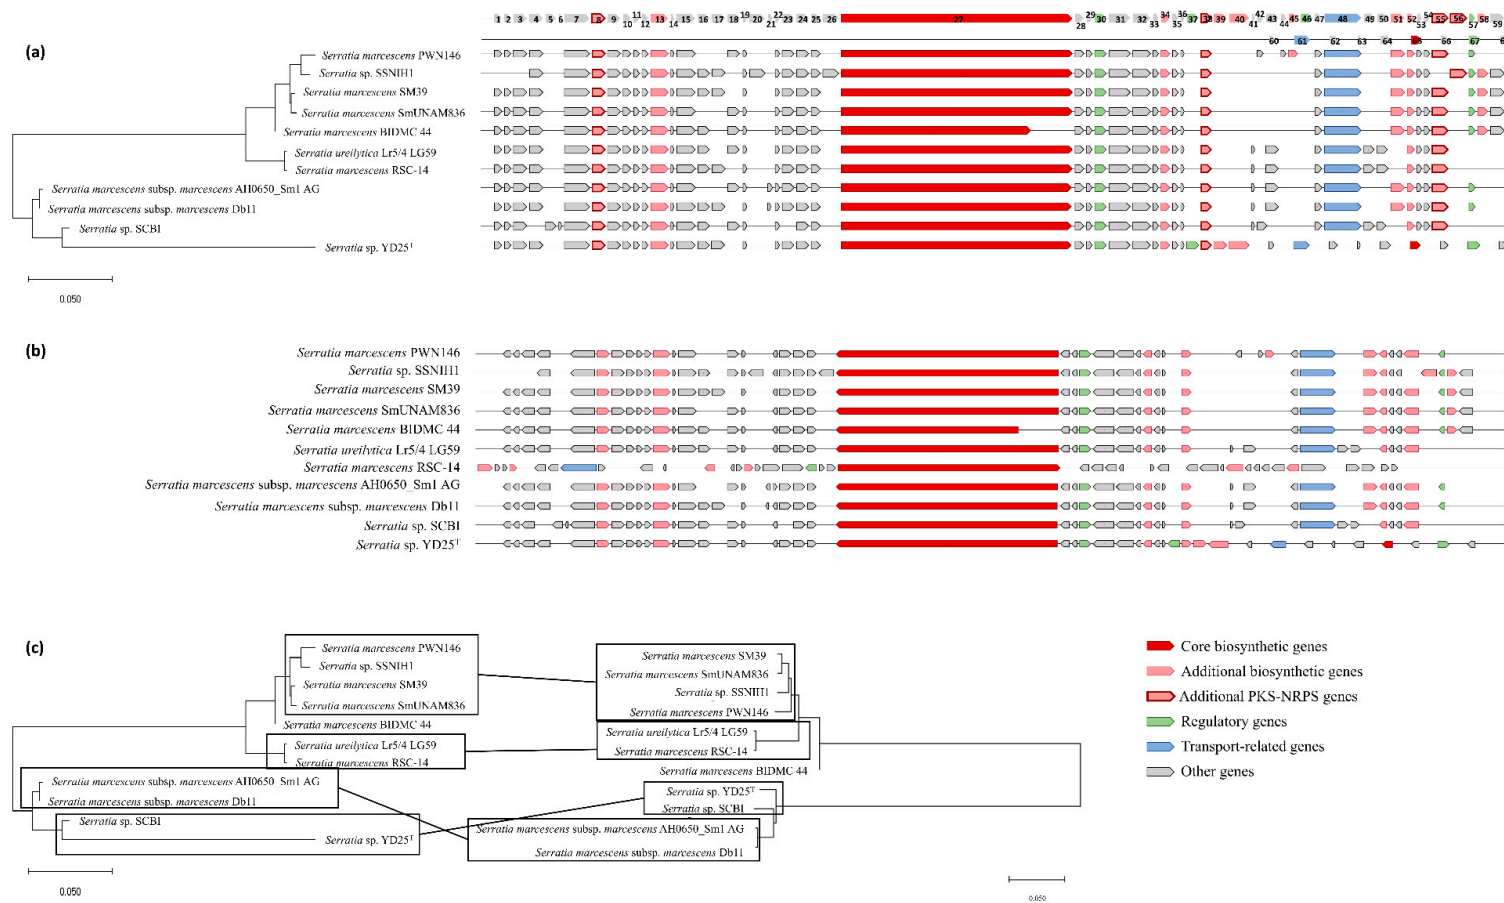 1 2 3 4 5 6 7 8 9 10 11 12 13 14 15 16 17 18 19 20 21 22 23 24 25 26 27 28 29 30 31 32 33 34 35 36 37 38 39 40 41 42 43 44 45 46 47 48 49 50 51 52 53 54 55 56 57 58 59
60 61 62 63 64 65 66 67
(a)
Serratia marcescens PWN146
Serratia sp. SSNIH1
Serratia marcescens SM39
Serratia marcescens SmUNAM836
Serratia marcescens BIDMC 44
Serratia ureilytica Lr5/4 LG59
Serratia marcescens RSC-14
Serratia marcescens subsp. marcescens AH0650_Sm1 AG
Serratia marcescens subsp. marcescens Db11
Serratia sp. SCBI
Serratia sp. YD25ᵀ
0.050
(b)
Serratia marcescens PWN146
Serratia sp. SSNIH1
Serratia marcescens SM39
Serratia marcescens SmUNAM836
Serratia marcescens BIDMC 44
Serratia ureilytica Lr5/4 LG59
Serratia marcescens RSC-14
Serratia marcescens subsp. marcescens AH0650_Sm1 AG
Serratia marcescens subsp. marcescens Db11
Serratia sp. SCBI
Serratia sp. YD25ᵀ
(c)
Serratia marcescens PWN146
Serratia sp. SSNIH1
Serratia marcescens SM39
Serratia marcescens SmUNAM836
Serratia marcescens BIDMC 44
Serratia ureilytica Lr5/4 LG59
Serratia marcescens RSC-14
Serratia marcescens subsp. marcescens AH0650_Sm1 AG
Serratia marcescens subsp. marcescens Db11
Serratia sp. SCBI
Serratia sp. YD25ᵀ
0.050
Serratia marcescens SM39
Serratia marcescens SmUNAM836
Serratia sp. SSNIH1
Serratia marcescens PWN146
Serratia ureilytica Lr5/4 LG59
Serratia marcescens RSC-14
Serratia marcescens BIDMC 44
Serratia sp. YD25ᵀ
Serratia sp. SCBI
Serratia marcescens subsp. marcescens AH0650_Sm1 AG
Serratia marcescens subsp. marcescens Db11
0.050
Core biosynthetic genes
Additional biosynthetic genes
Additional PKS-NRPS genes
Regulatory genes
Transport-related genes
Other genes